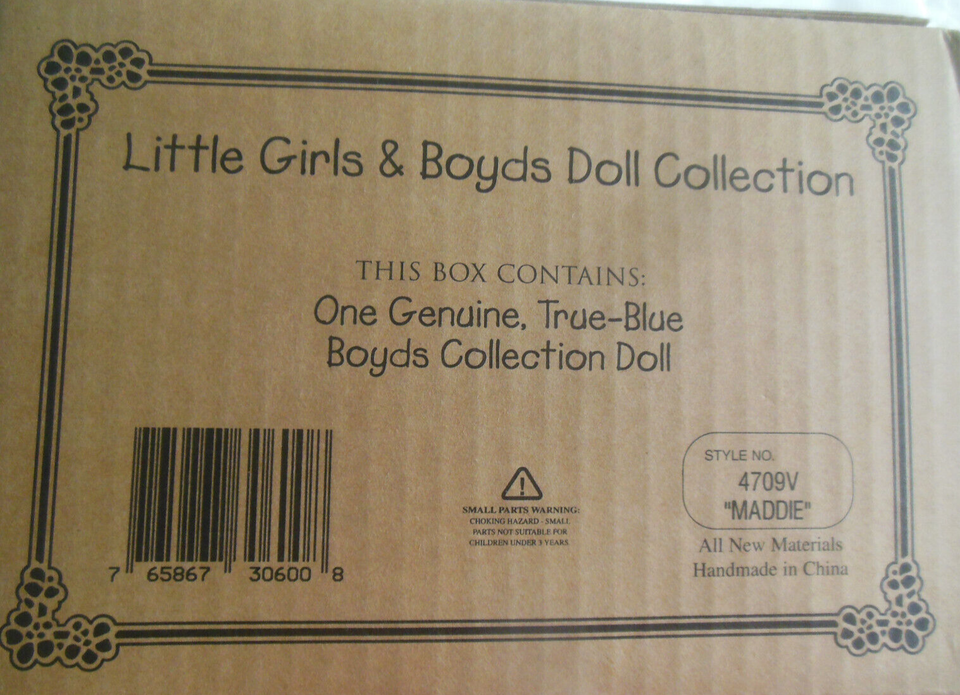 Little Girls & Boyds Doll Collection
THIS BOX CONTAINS:
One Genuine, True-Blue
Boyds Collection Doll
STYLE NO.
4709V
"MADDIE"
All New Materials
Handmade in China
SMALL PARTS WARNING:
CHOKING HAZARD - SMALL
PARTS NOT SUITABLE FOR
CHILDREN UNDER 3 YEARS
7 65867 30600 8